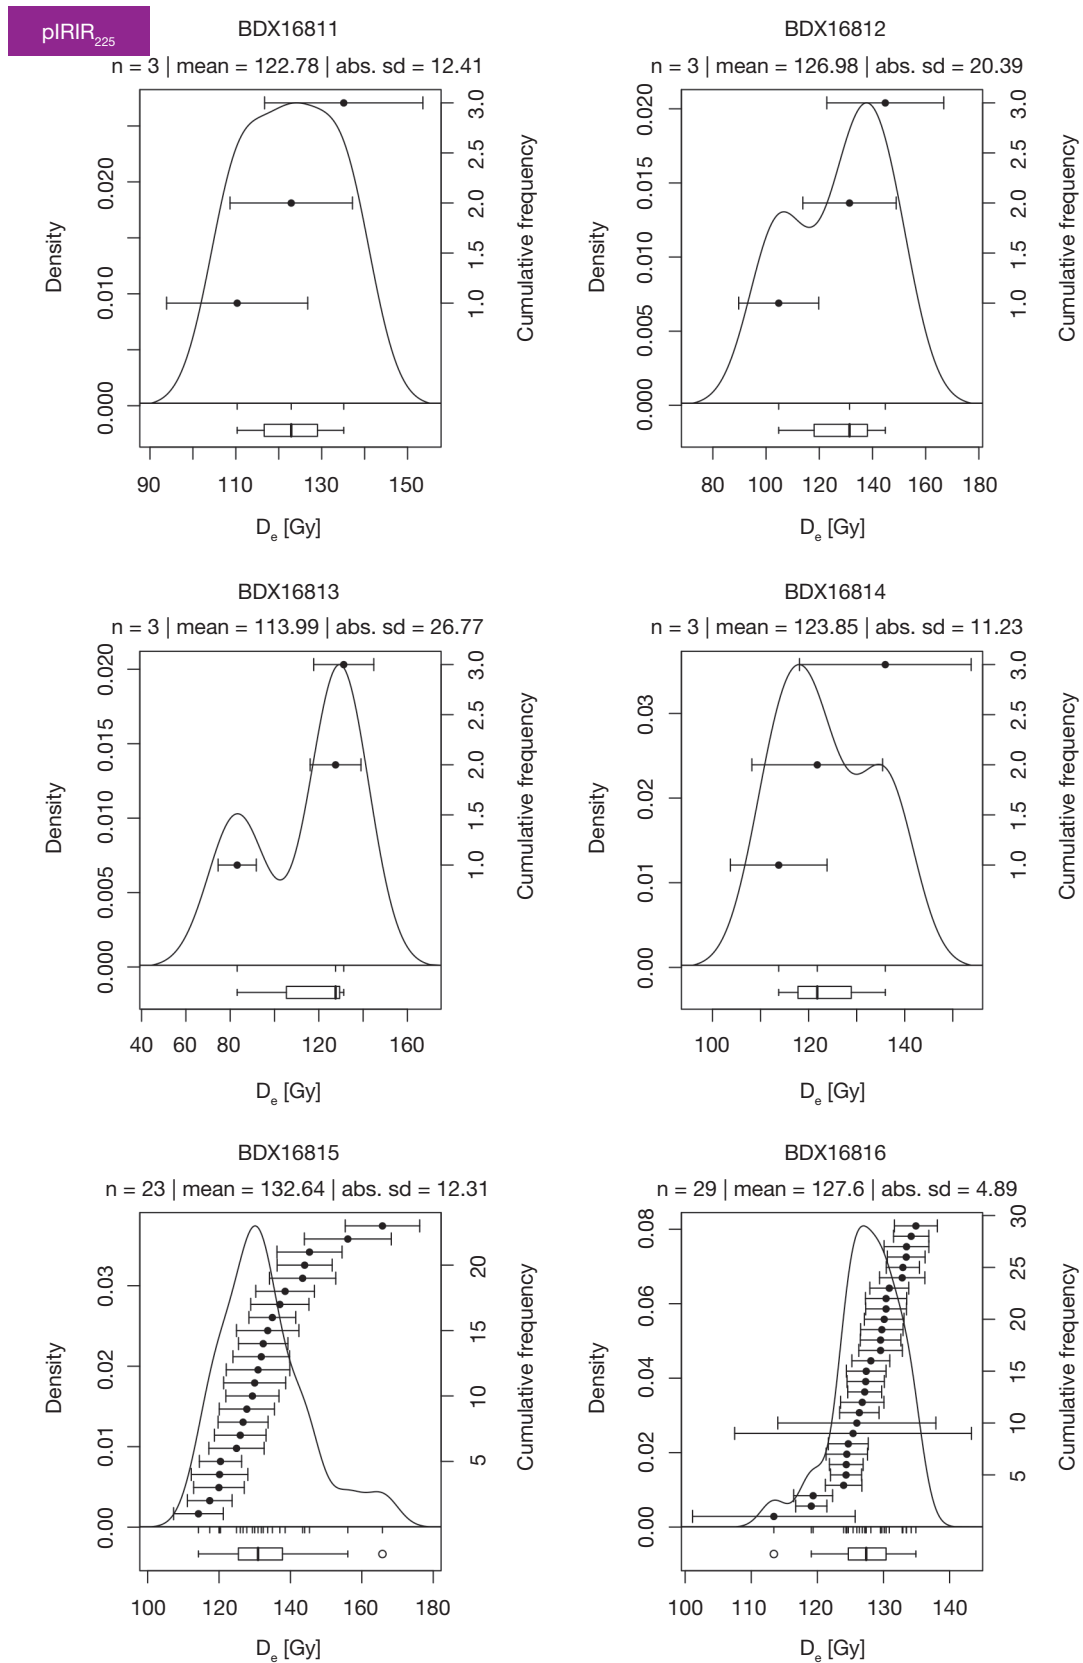 pIRIR225
BDX16811
n = 3 | mean = 122.78 | abs. sd = 12.41
Density
0.000
0.010
0.020
Cumulative frequency
1.0
1.5
2.0
2.5
3.0
90
110
130
150
De [Gy]
BDX16812
n = 3 | mean = 126.98 | abs. sd = 20.39
Density
0.000
0.005
0.010
0.015
0.020
Cumulative frequency
1.0
1.5
2.0
2.5
3.0
80
100
120
140
160
180
De [Gy]
BDX16813
n = 3 | mean = 113.99 | abs. sd = 26.77
Density
0.000
0.005
0.010
0.015
0.020
Cumulative frequency
1.0
1.5
2.0
2.5
3.0
40
60
80
120
160
De [Gy]
BDX16814
n = 3 | mean = 123.85 | abs. sd = 11.23
Density
0.00
0.01
0.02
0.03
Cumulative frequency
1.0
1.5
2.0
2.5
3.0
100
120
140
De [Gy]
BDX16815
n = 23 | mean = 132.64 | abs. sd = 12.31
Density
0.00
0.01
0.02
0.03
Cumulative frequency
5
10
15
20
100
120
140
160
180
De [Gy]
BDX16816
n = 29 | mean = 127.6 | abs. sd = 4.89
Density
0.00
0.02
0.04
0.06
0.08
Cumulative frequency
5
10
15
20
25
30
100
110
120
130
140
De [Gy]